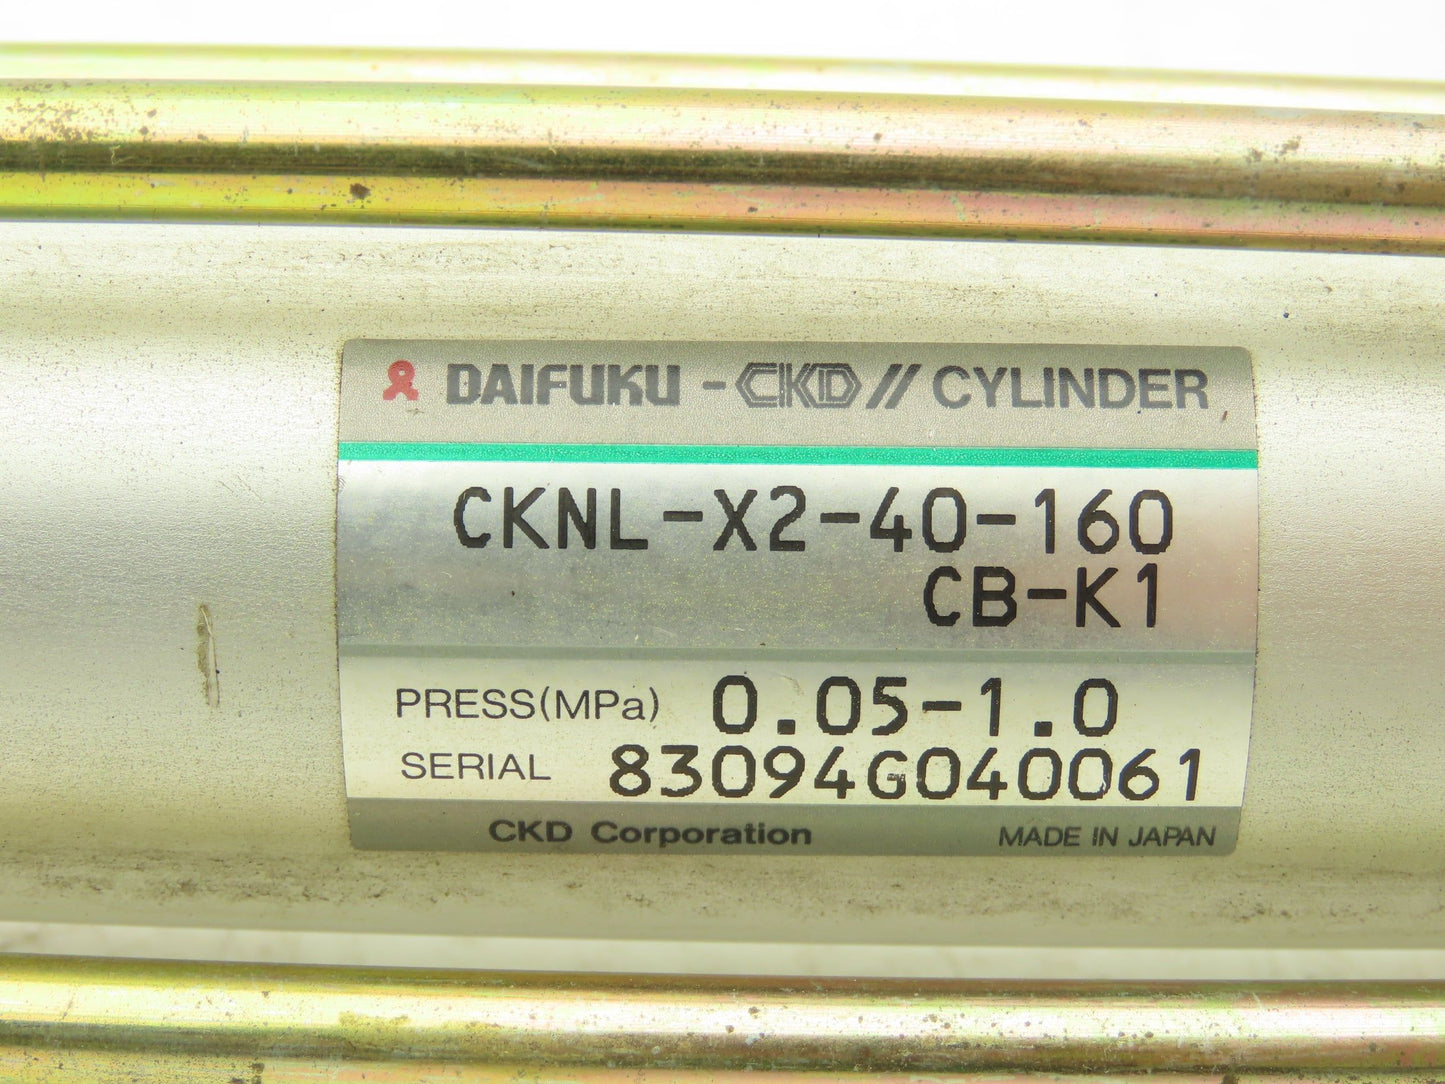 DAIFUKU - CKD // CYLINDER
CKNL-X2-40-160
CB-K1
PRESS(MPa) 0.05-1.0
SERIAL 83094G040061
CKD Corporation MADE IN JAPAN